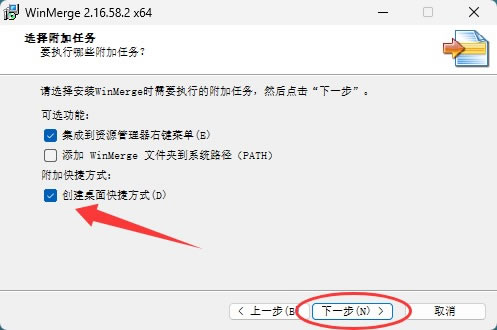 WinMerge 2.16.58.2 x64
选择附加任务
要执行哪些附加任务？
请选择安装WinMerge时需要执行的附加任务，然后点击“下一步”。
可选功能：
集成到资源管理器右键菜单(E)
添加 WinMerge 文件夹到系统路径（PATH）
附加快捷方式：
创建桌面快捷方式(D)
< 上一步(B
下一步(N) >
取消